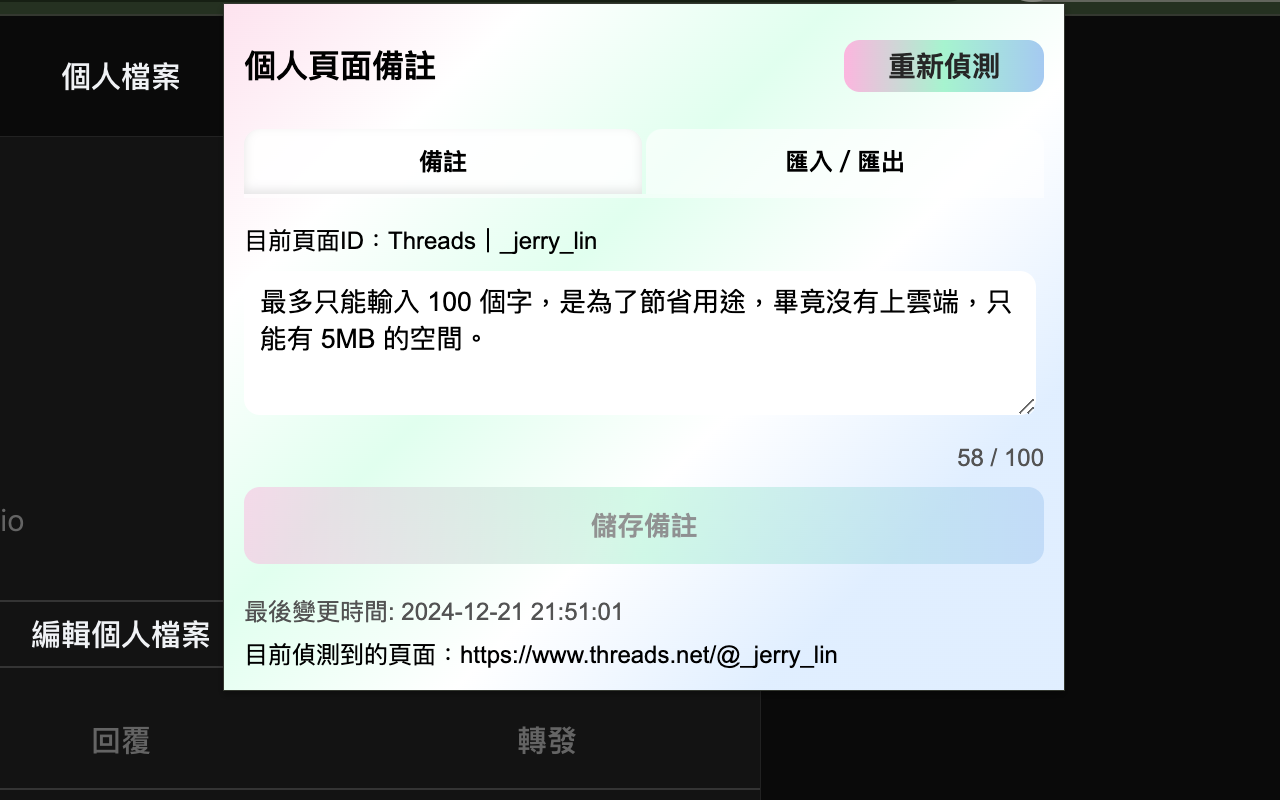 個人檔案
個人頁面備註
重新偵測
備註
匯入 / 匯出
目前頁面ID：Threads｜_jerry_lin
最多只能輸入 100 個字，是為了節省用途，畢竟沒有上雲端，只
能有 5MB 的空間。
58 / 100
io
儲存備註
最後變更時間: 2024-12-21 21:51:01
編輯個人檔案
目前偵測到的頁面：https://www.threads.net/@_jerry_lin
回覆
轉發